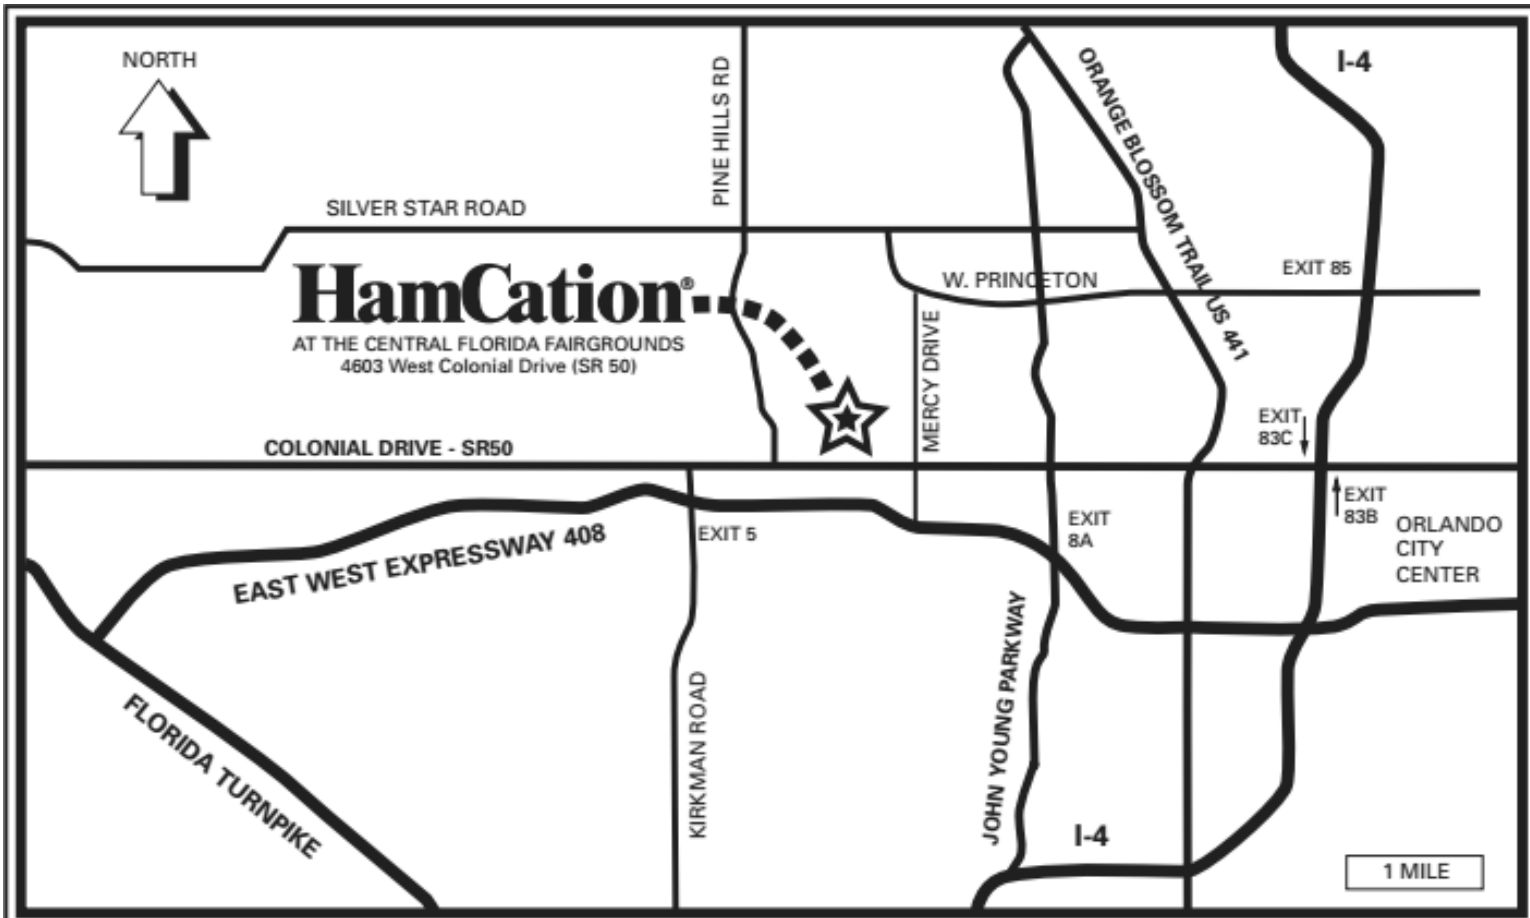 NORTH
I-4
PINE HILLS RD
ORANGE BLOSSOM TRAIL US 441
SILVER STAR ROAD
HamCation®
AT THE CENTRAL FLORIDA FAIRGROUNDS
4603 West Colonial Drive (SR 50)
W. PRINCETON
EXIT 85
MERCY DRIVE
EXIT
83C
COLONIAL DRIVE - SR50
EXIT
83B
EAST WEST EXPRESSWAY 408
EXIT 5
EXIT
8A
ORLANDO
CITY
CENTER
FLORIDA TURNPIKE
KIRKMAN ROAD
JOHN YOUNG PARKWAY
I-4
1 MILE